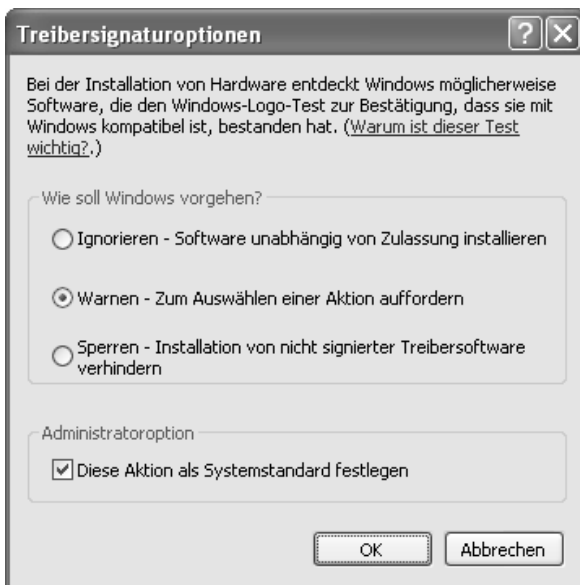 Treibersignaturoptionen
Bei der Installation von Hardware entdeckt Windows möglicherweise
Software, die den Windows-Logo-Test zur Bestätigung, dass sie mit
Windows kompatibel ist, bestanden hat. (Warum ist dieser Test
wichtig?.)
Wie soll Windows vorgehen?
Ignorieren - Software unabhängig von Zulassung installieren
Warnen - Zum Auswählen einer Aktion auffordern
Sperren - Installation von nicht signierter Treibersoftware
verhindern
Administratoroption
Diese Aktion als Systemstandard festlegen
OK Abbrechen